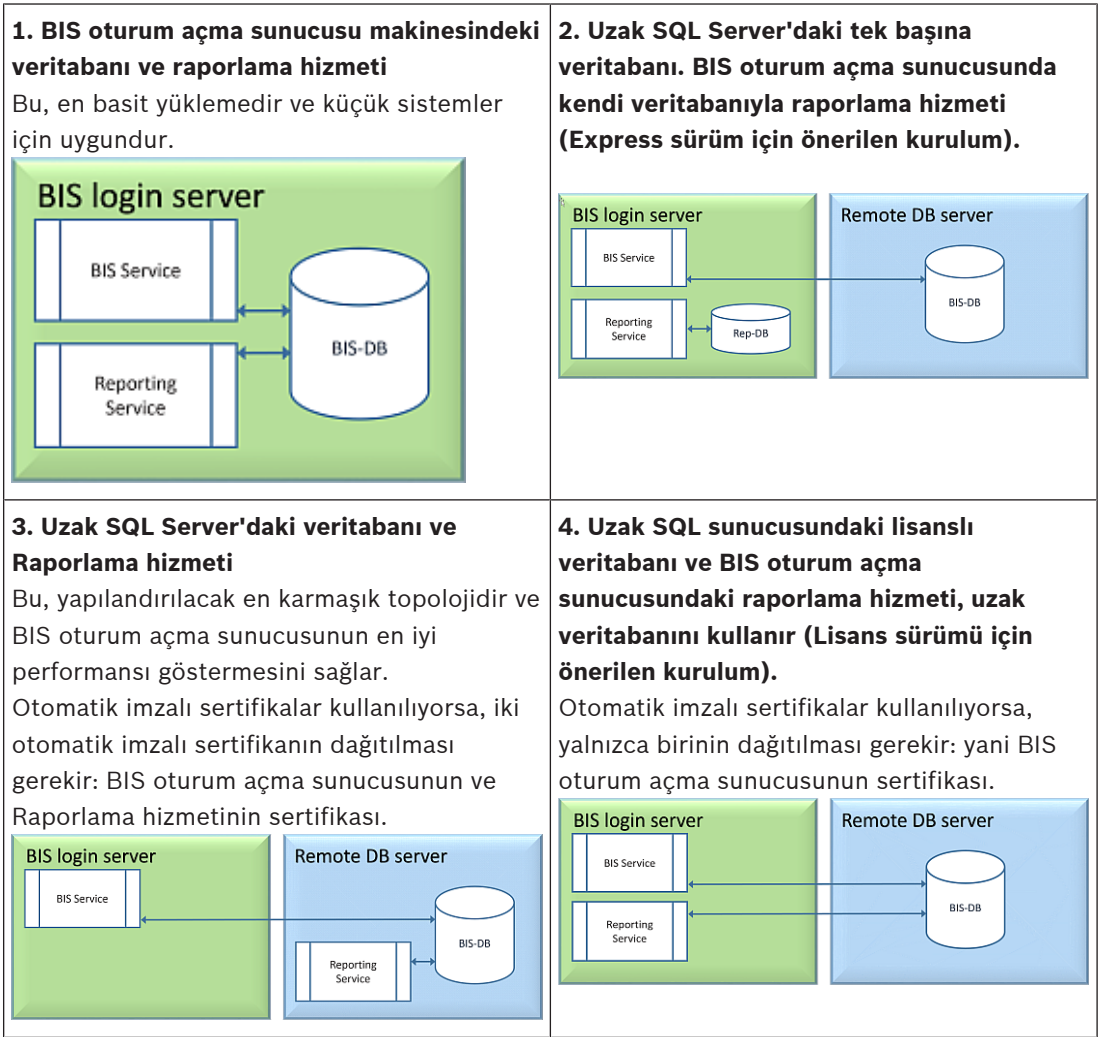 1. BIS oturum açma sunucusu makinesindeki
veritabanı ve raporlama hizmeti
Bu, en basit yüklemedir ve küçük sistemler
için uygundur.
BIS login server
BIS Service
Reporting
Service
BIS-DB
2. Uzak SQL Server'daki tek başına
veritabanı. BIS oturum açma sunucusunda
kendi veritabanıyla raporlama hizmeti
(Express sürüm için önerilen kurulum).
BIS login server
BIS Service
Reporting
Service
Rep-DB
Remote DB server
BIS-DB
3. Uzak SQL Server'daki veritabanı ve
Raporlama hizmeti
Bu, yapılandırılacak en karmaşık topolojidir ve
BIS oturum açma sunucusunun en iyi
performansı göstermesini sağlar.
Otomatik imzalı sertifikalar kullanılıyorsa, iki
otomatik imzalı sertifikanın dağıtılması
gerekir: BIS oturum açma sunucusunun ve
Raporlama hizmetinin sertifikası.
BIS login server
BIS Service
Remote DB server
BIS-DB
Reporting
Service
4. Uzak SQL sunucusundaki lisanslı
veritabanı ve BIS oturum açma
sunucusundaki raporlama hizmeti, uzak
veritabanını kullanır (Lisans sürümü için
önerilen kurulum).
Otomatik imzalı sertifikalar kullanılıyorsa,
yalnızca birinin dağıtılması gerekir: yani BIS
oturum açma sunucusunun sertifikası.
BIS login server
BIS Service
Reporting
Service
Remote DB server
BIS-DB